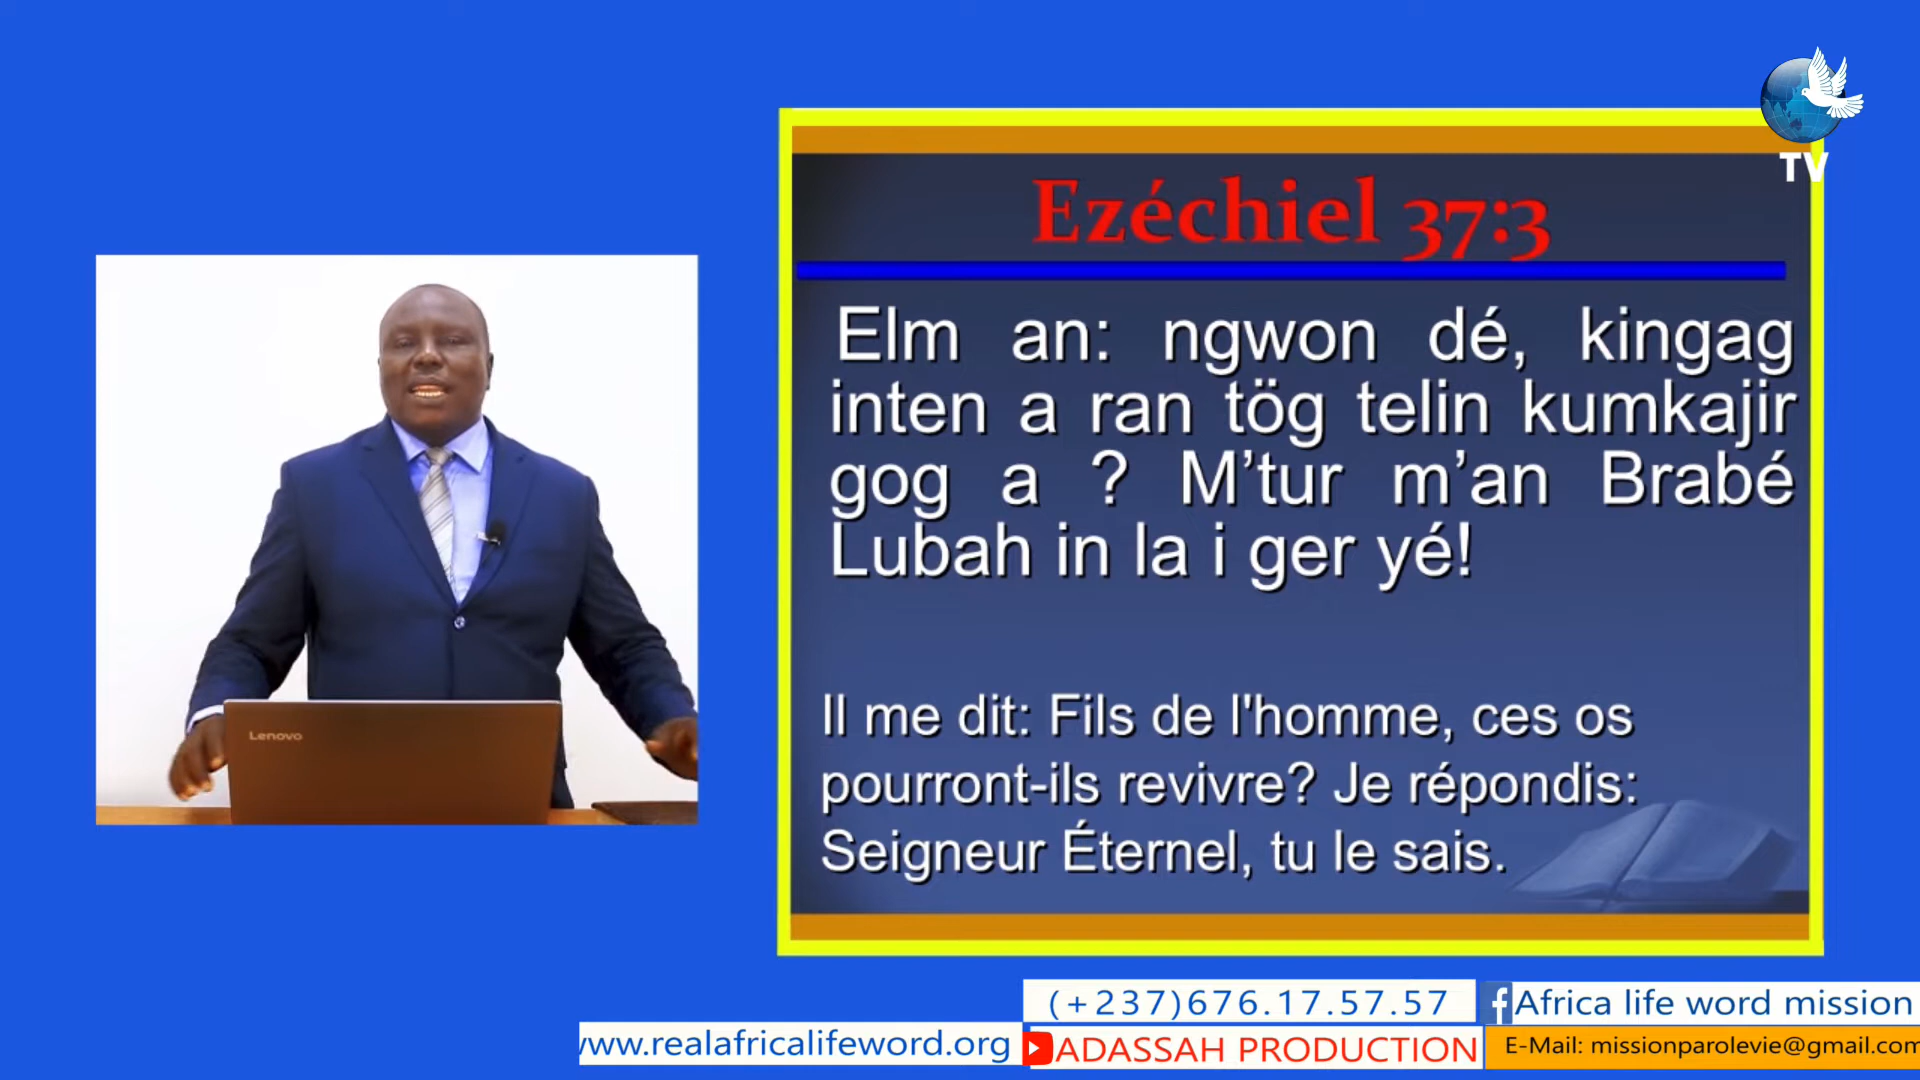 TV
Ezéchiel 37:3
Elm an: ngwon dé, kingag
inten a ran tög telin kumkajir
gog a ? M’tur m’an Brabé
Lubah in la i ger yé!
Il me dit: Fils de l'homme, ces os
pourront-ils revivre? Je répondis:
Seigneur Éternel, tu le sais.
Lenovo
(+237)676.17.57.57
Africa life word mission
www.realafricalifeword.org
ADASSAH PRODUCTION
E-Mail: missionparolevie@gmail.com